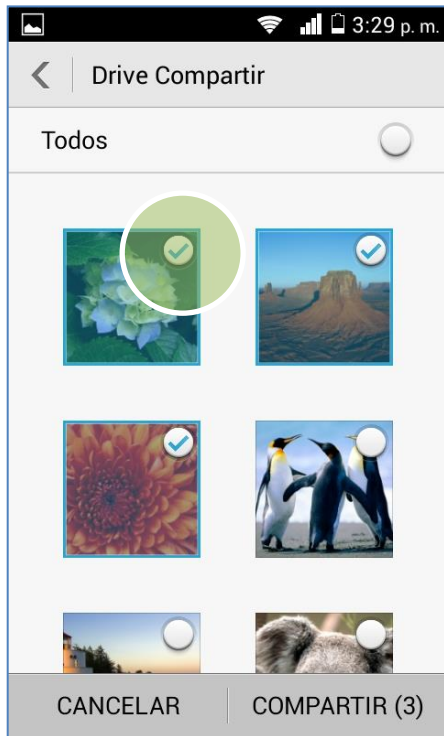 3:29 p. m.
Drive Compartir
Todos
CANCELAR
COMPARTIR (3)